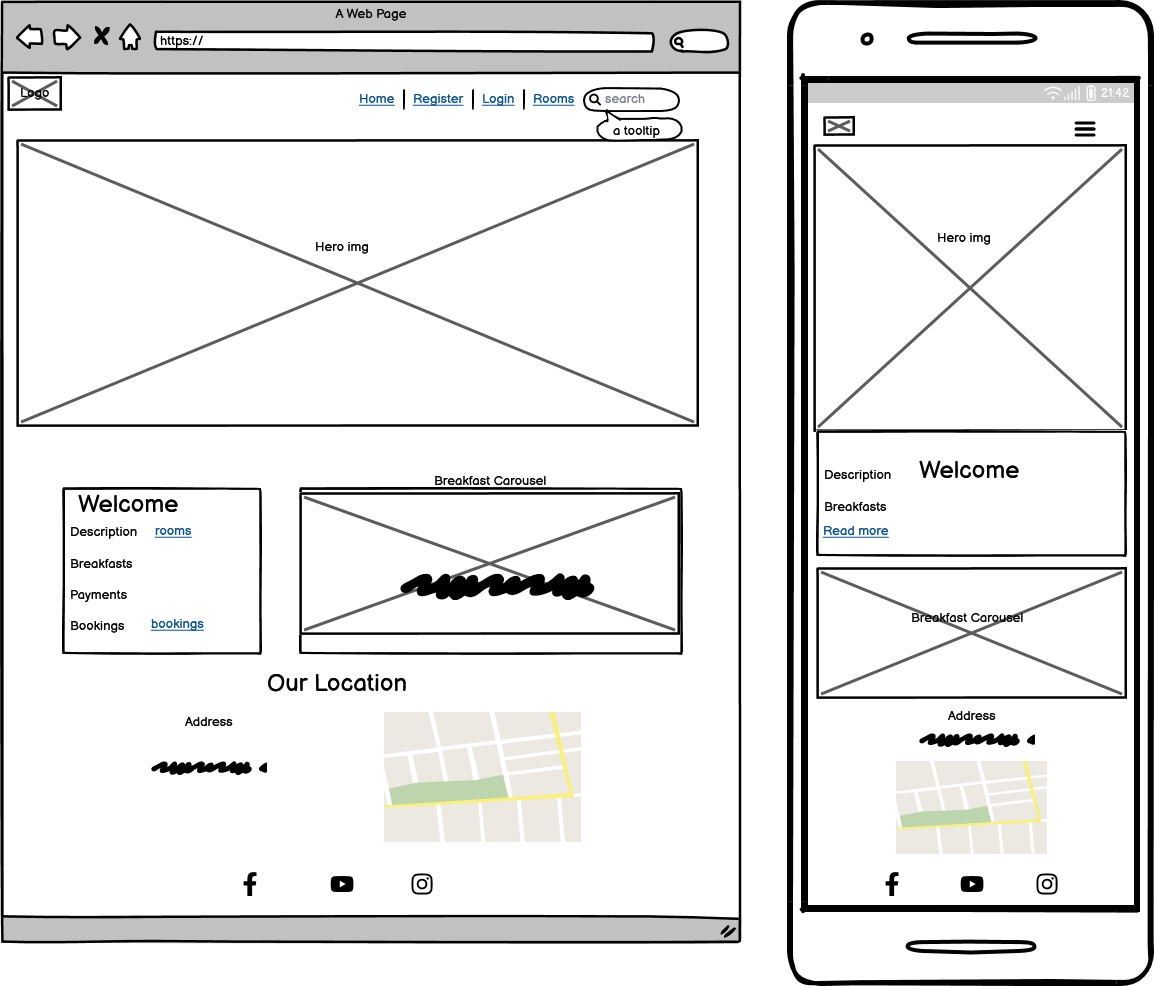 A Web Page
https://
Logo
Home Register Login Rooms search
a tooltip
Hero img
Breakfast Carousel
Welcome
Description rooms
Breakfasts
Payments
Bookings bookings
Our Location
Address
21:42
Hero img
Welcome
Description
Breakfasts
Read more
Breakfast Carousel
Address